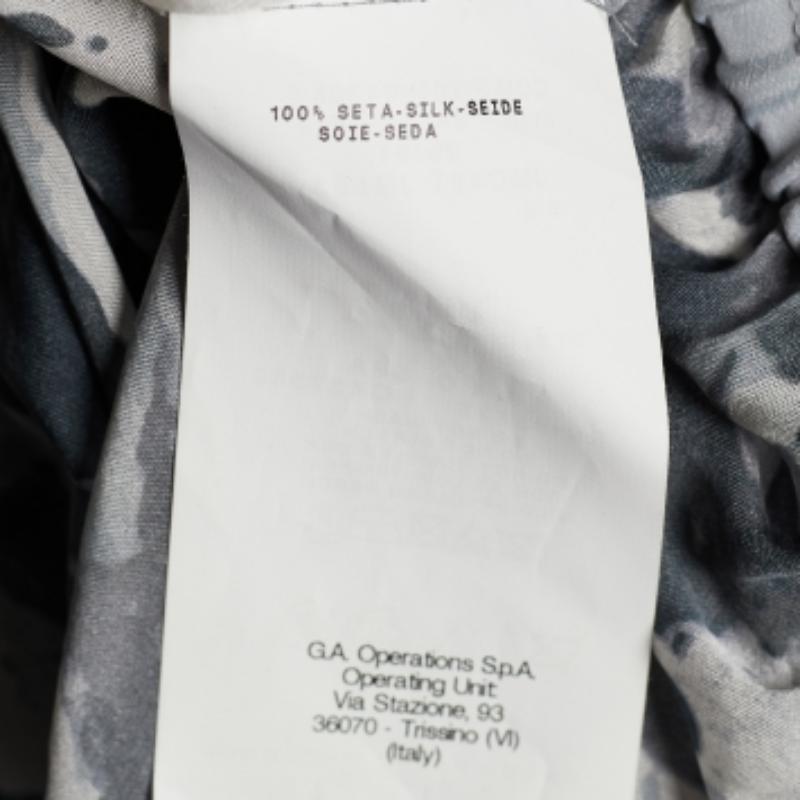 100% SETA-SILK-SEIDE
SOIE-SEDA
G.A. Operations S.p.A.
Operating Unit:
Via Stazione, 93
36070 - Trissino (VI)
(Italy)